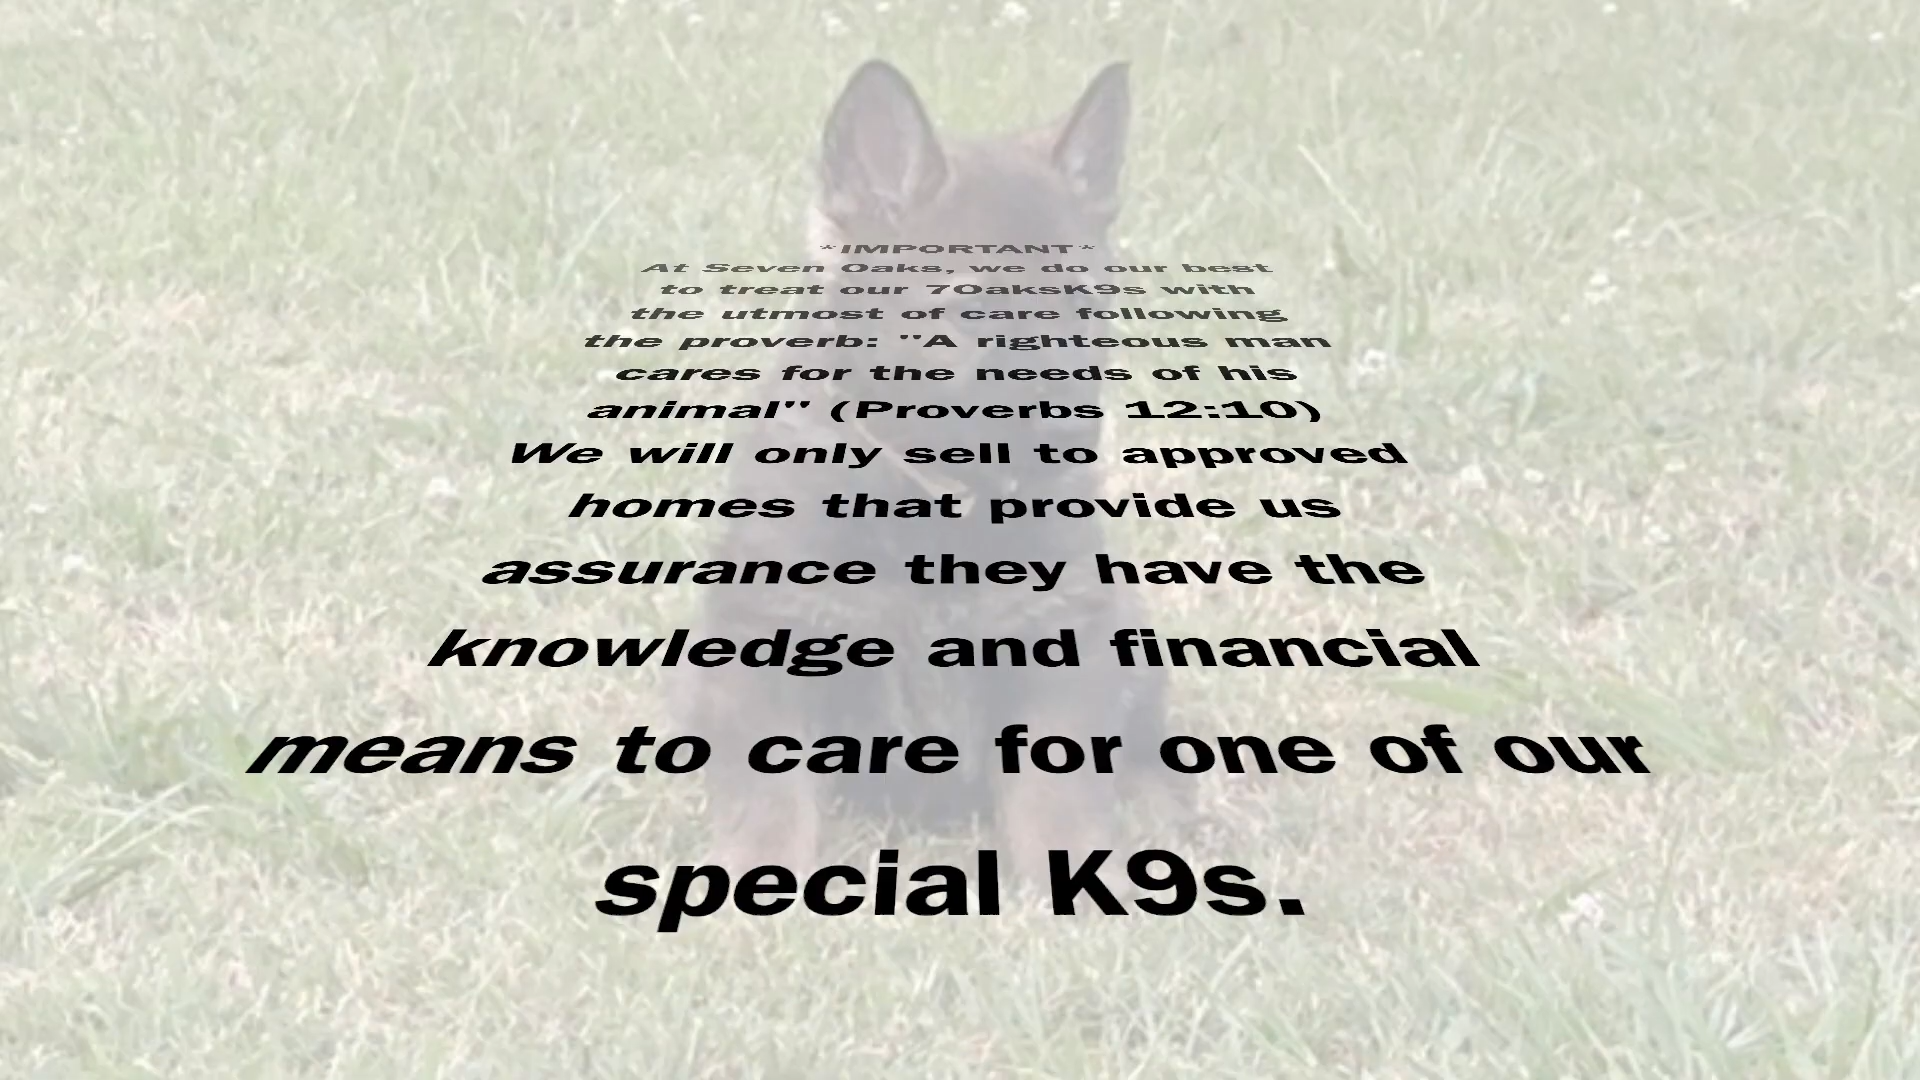 *IMPORTANT*
At Seven Oaks, we do our best
to treat our 7OaksK9s with
the utmost of care following
the proverb: "A righteous man
cares for the needs of his
animal" (Proverbs 12:10)
We will only sell to approved
homes that provide us
assurance they have the
knowledge and financial
means to care for one of our
special K9s.